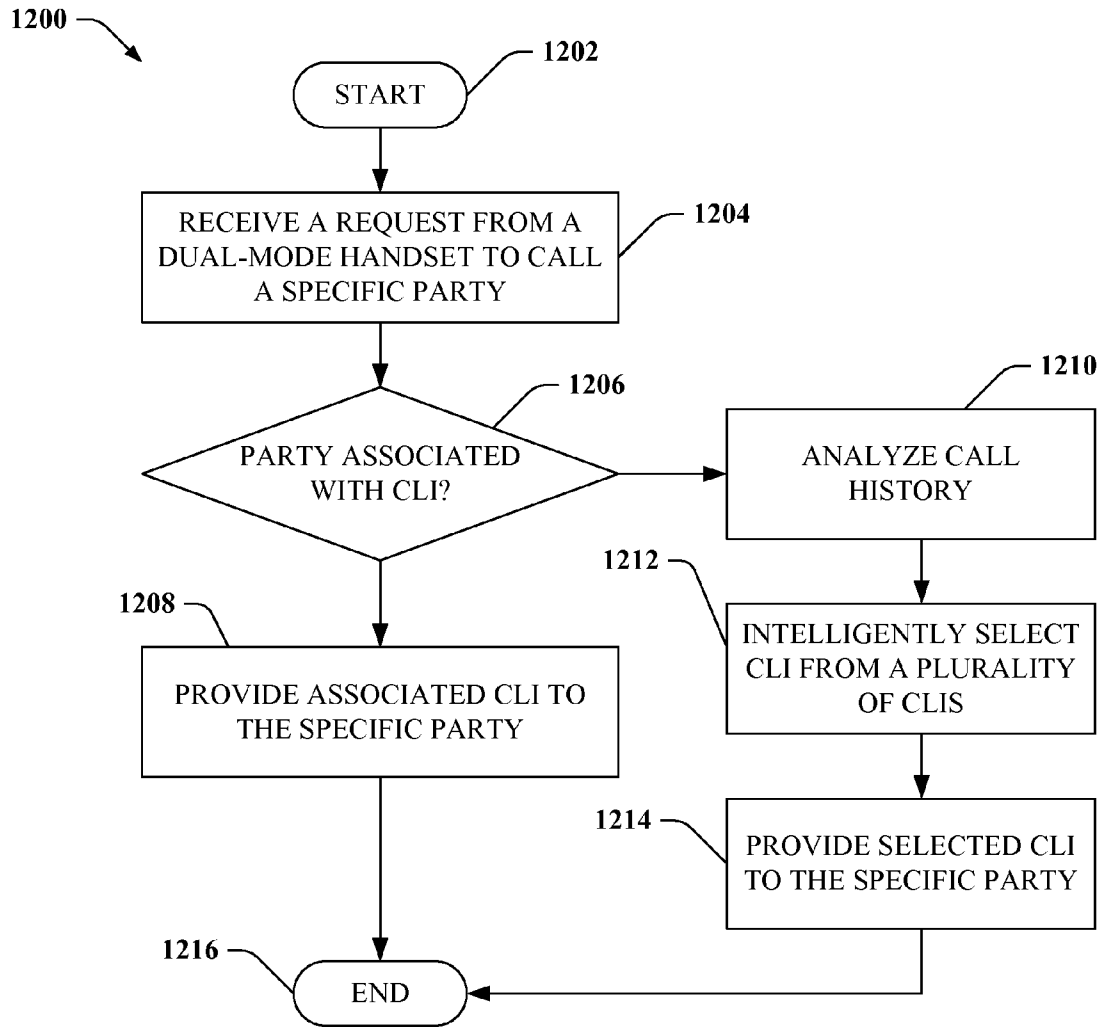 1200
1202
START
RECEIVE A REQUEST FROM A
DUAL-MODE HANDSET TO CALL
A SPECIFIC PARTY
1204
1206
PARTY ASSOCIATED
WITH CLI?
1210
ANALYZE CALL
HISTORY
1208
PROVIDE ASSOCIATED CLI TO
THE SPECIFIC PARTY
1212
INTELLIGENTLY SELECT
CLI FROM A PLURALITY
OF CLIS
1214
PROVIDE SELECTED CLI
TO THE SPECIFIC PARTY
1216
END